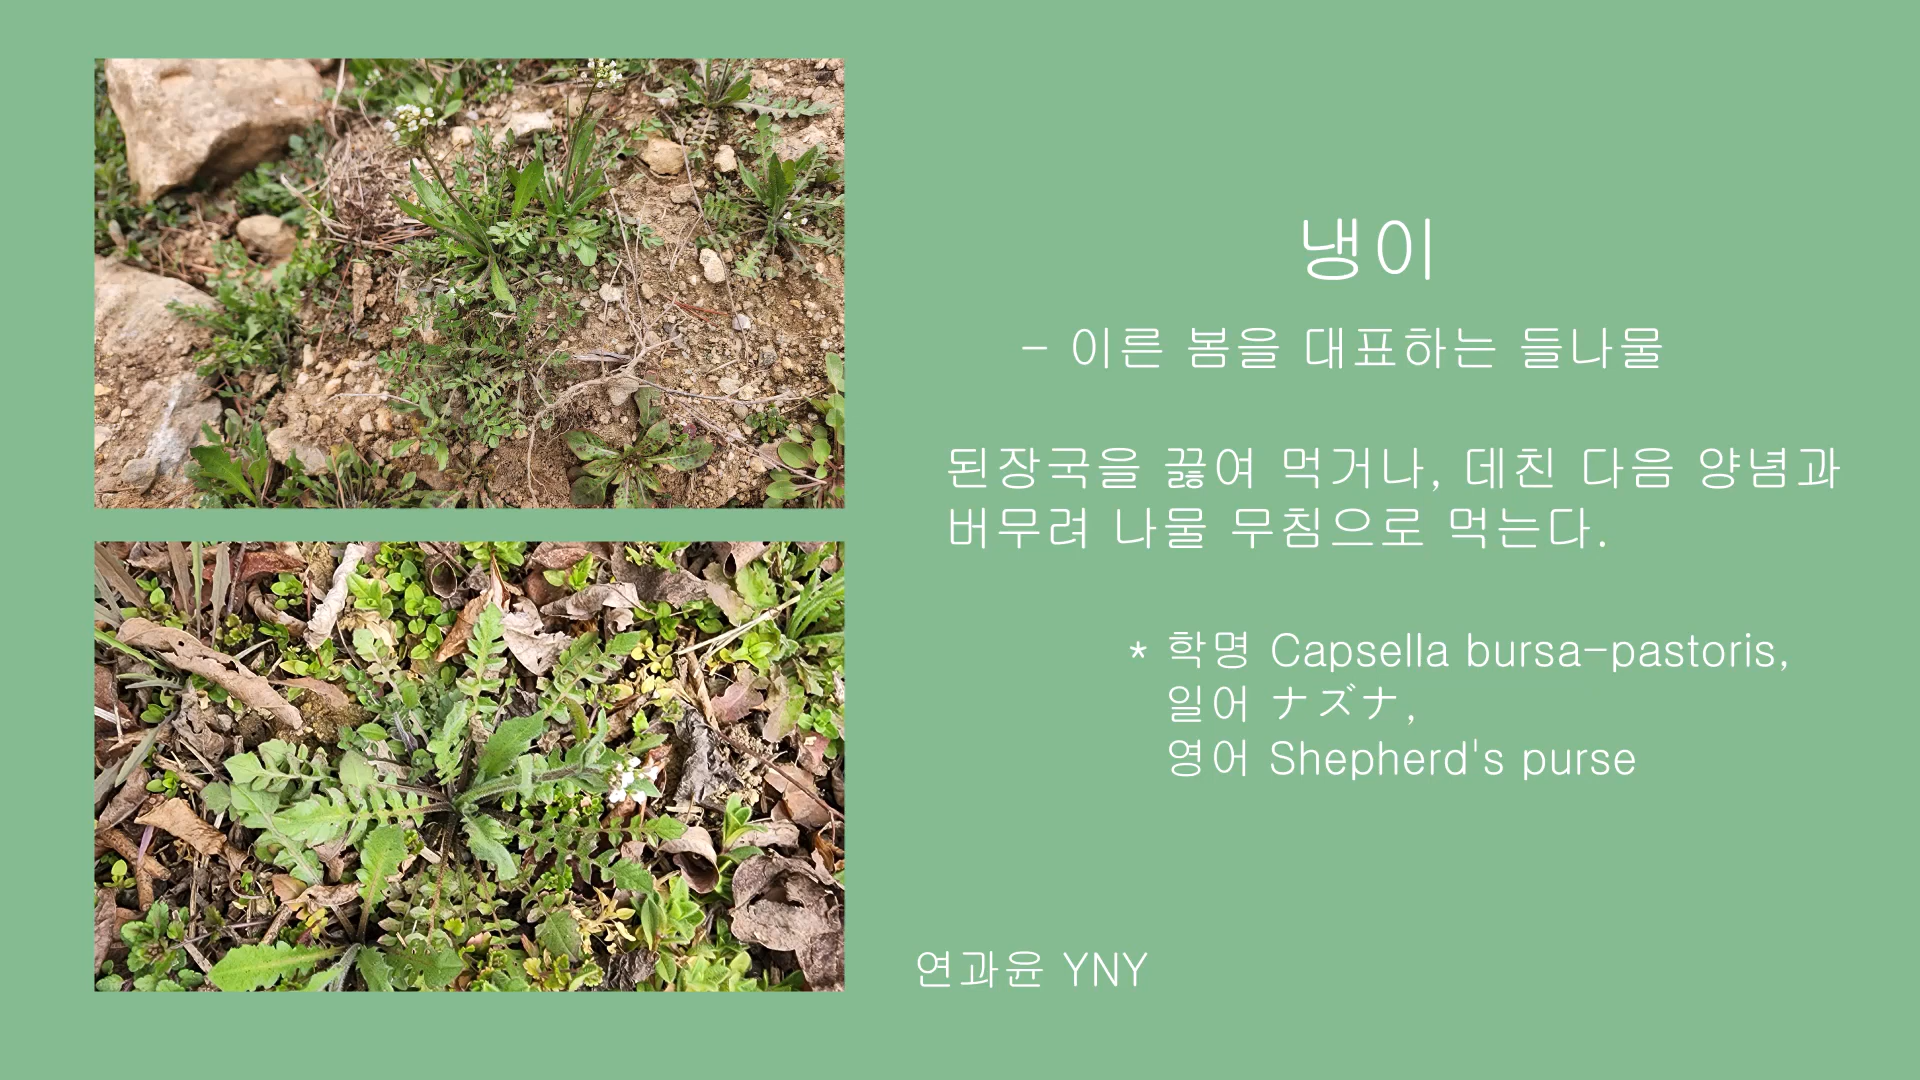 냉이
- 이른 봄을 대표하는 들나물
된장국을 끓여 먹거나, 데친 다음 양념과
버무려 나물 무침으로 먹는다.
* 학명 Capsella bursa-pastoris,
일어 ナズナ,
영어 Shepherd's purse
연과윤 YNY